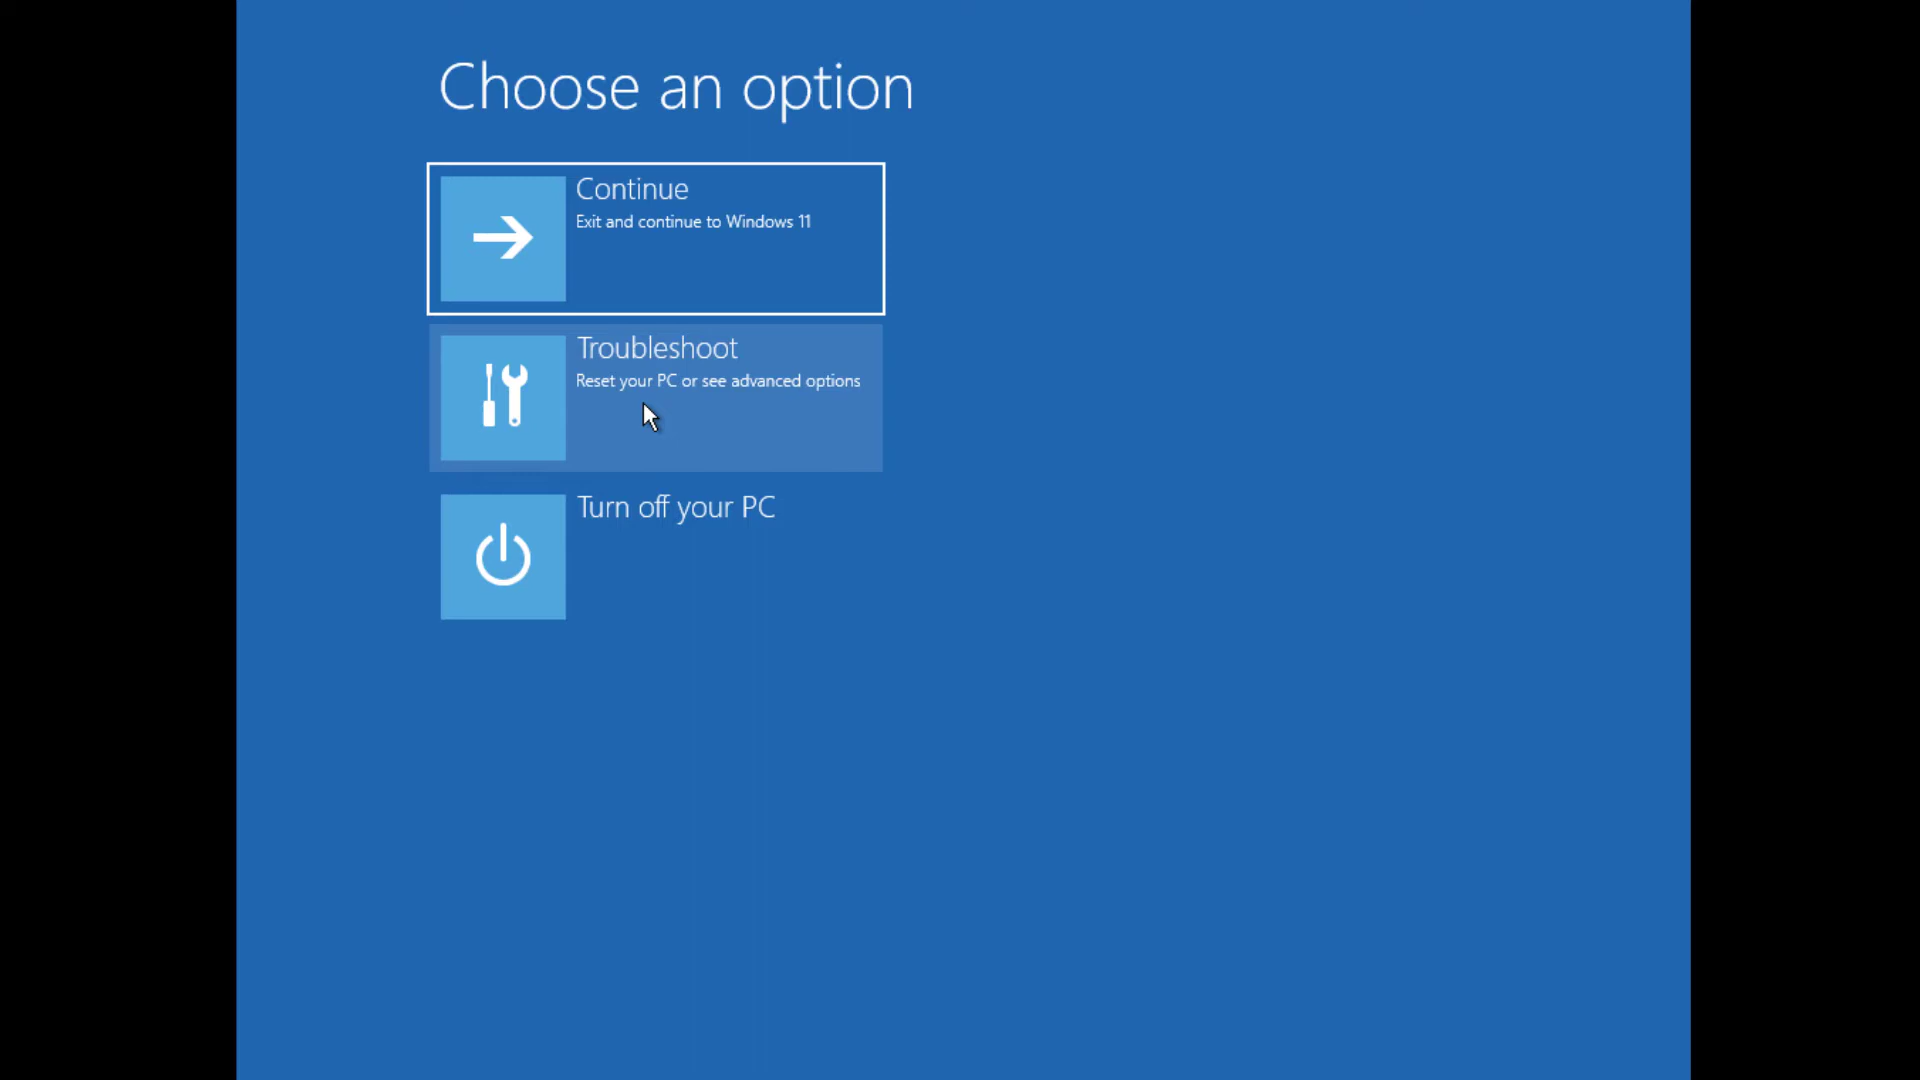 Choose an option
Continue
Exit and continue to Windows 11
Troubleshoot
Reset your PC or see advanced options
Turn off your PC